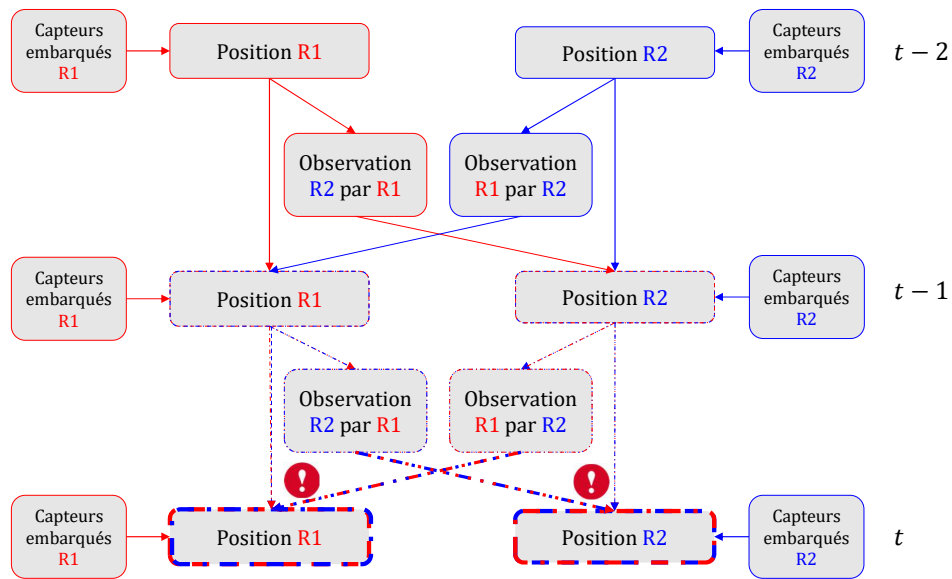 Capteurs
embarqués
R1
Position R1
Position R2
Capteurs
embarqués
R2
t − 2
Observation
R2 par R1
Observation
R1 par R2
Capteurs
embarqués
R1
Position R1
Position R2
Capteurs
embarqués
R2
t − 1
Observation
R2 par R1
Observation
R1 par R2
!
!
Capteurs
embarqués
R1
Position R1
Position R2
Capteurs
embarqués
R2
t